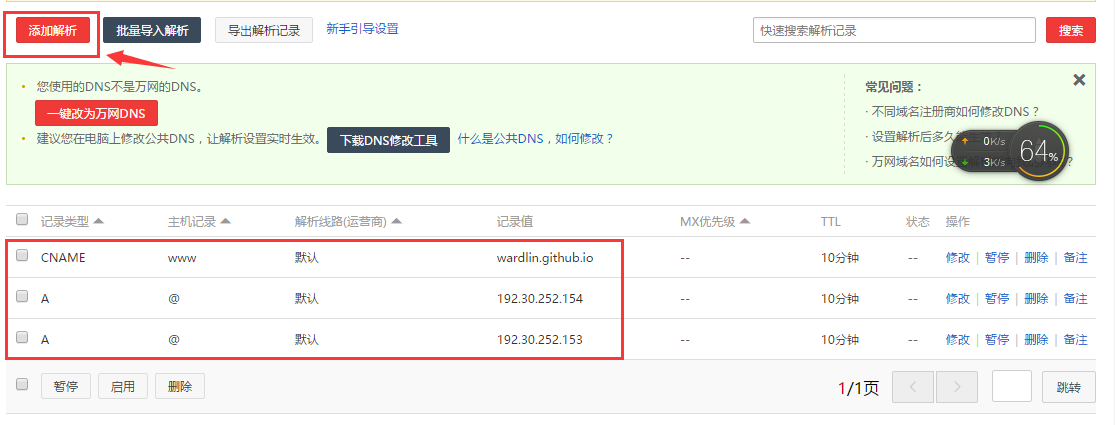 添加解析 批量导入解析 导出解析记录 新手引导设置 快速搜索解析记录 搜索
您使用的DNS不是万网的DNS。
一键改为万网DNS
建议您在电脑上修改公共DNS，让解析设置实时生效。 下载DNS修改工具 什么是公共DNS，如何修改？
常见问题：
· 不同域名注册商如何修改DNS？
· 设置解析后多久
· 万网域名如何设 ？
0K/s
3K/s
64%
记录类型 主机记录 解析线路(运营商) 记录值 MX优先级 TTL 状态 操作
CNAME www 默认 wardlin.github.io -- 10分钟 -- 修改 | 暂停 | 删除 | 备注
A @ 默认 192.30.252.154 -- 10分钟 -- 修改 | 暂停 | 删除 | 备注
A @ 默认 192.30.252.153 -- 10分钟 -- 修改 | 暂停 | 删除 | 备注
暂停 启用 删除 1/1页 跳转